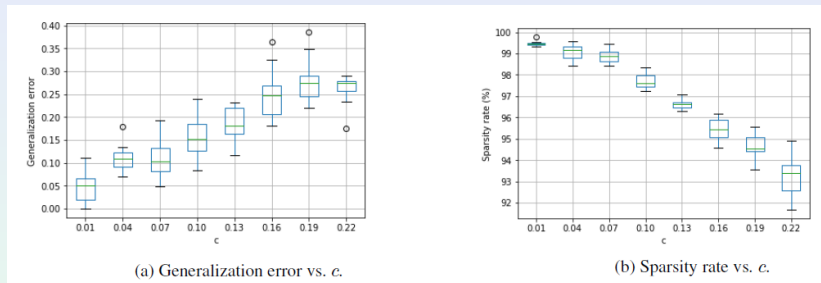 0.40
0.35
0.30
0.25
0.20
0.15
0.10
0.05
0.00
Generalization error
0.01 0.04 0.07 0.10 0.13 0.16 0.19 0.22
c
(a) Generalization error vs. c.
100
99
98
97
96
95
94
93
92
Sparsity rate (%)
0.01 0.04 0.07 0.10 0.13 0.16 0.19 0.22
c
(b) Sparsity rate vs. c.